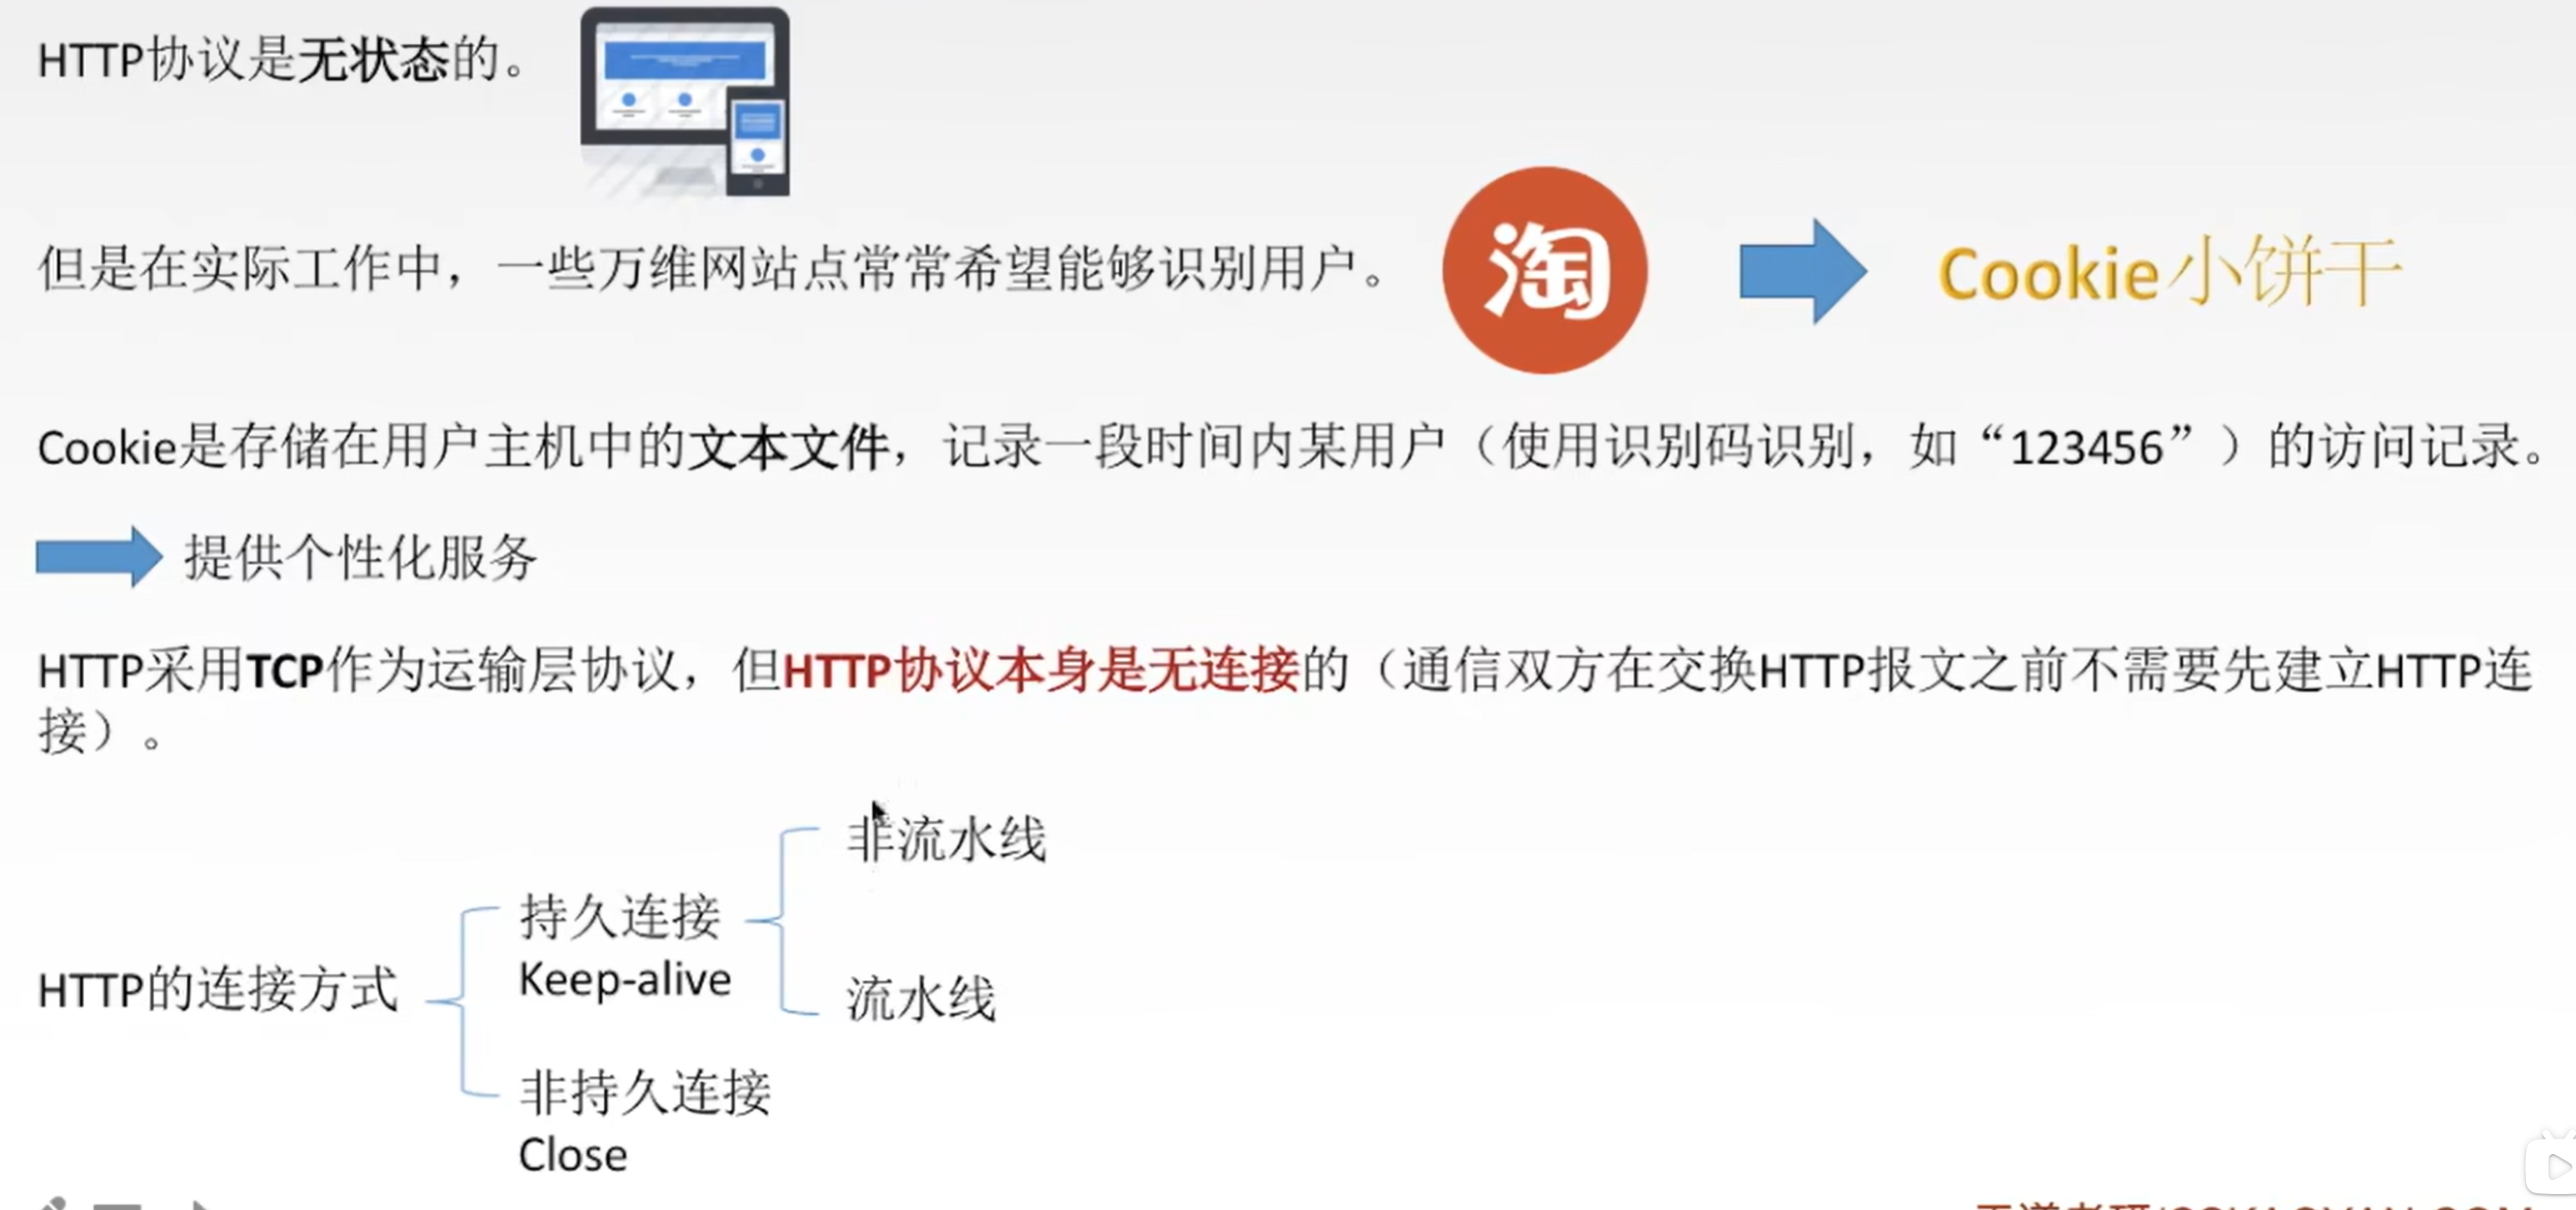 HTTP协议是无状态的。
但是在实际工作中，一些万维网站点常常希望能够识别用户。
淘
Cookie小饼干
Cookie是存储在用户主机中的文本文件，记录一段时间内某用户（使用识别码识别，如“123456”）的访问记录。
提供个性化服务
HTTP采用TCP作为运输层协议，但HTTP协议本身是无连接的（通信双方在交换HTTP报文之前不需要先建立HTTP连
接）。
非流水线
持久连接
Keep-alive
HTTP的连接方式
流水线
非持久连接
Close